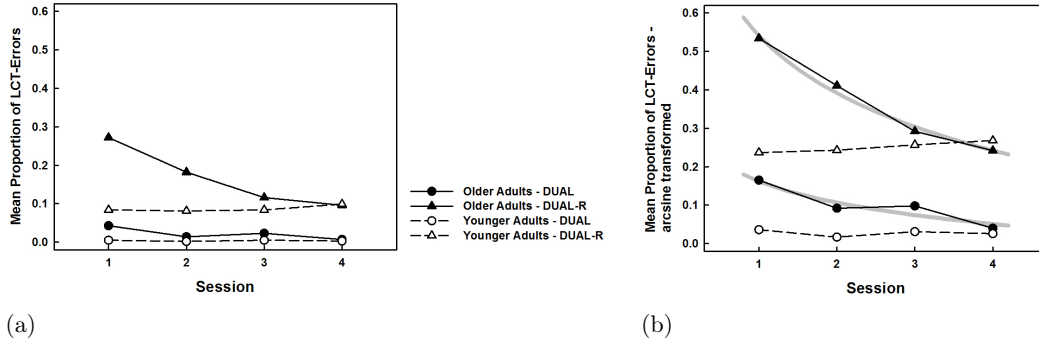 0.6
0.5
0.4
0.3
0.2
0.1
0.0
Mean Proportion of LCT-Errors
1 2 3 4
Session
(a)
Older Adults - DUAL
Older Adults - DUAL-R
Younger Adults - DUAL
Younger Adults - DUAL-R
0.6
0.5
0.4
0.3
0.2
0.1
0.0
Mean Proportion of LCT-Errors -
arcsine transformed
1 2 3 4
Session
(b)